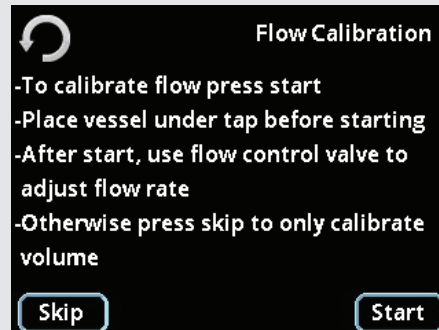 Flow Calibration
-To calibrate flow press start
-Place vessel under tap before starting
-After start, use flow control valve to
adjust flow rate
-Otherwise press skip to only calibrate
volume
Skip
Start